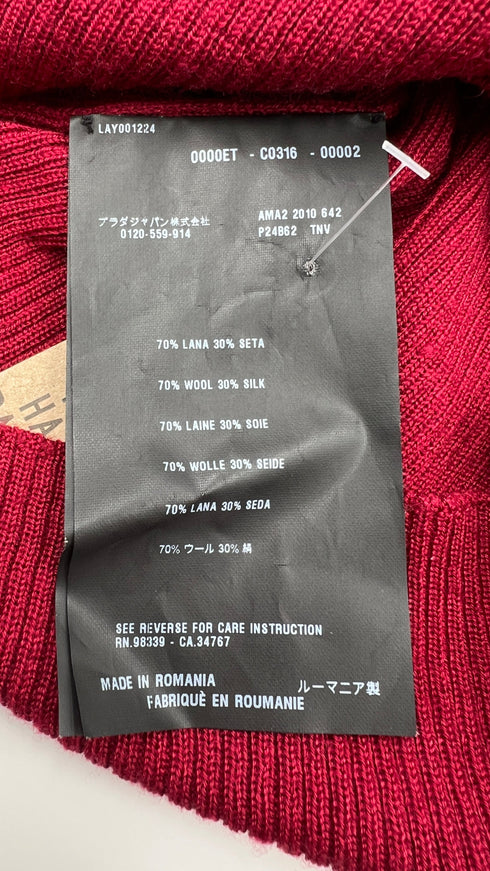 LAY001224
0000ET - C0316 - 00002
プラダジャパン株式会社
0120-559-914
AMA2 2010 642
P24B62 TNV
70% LANA 30% SETA
70% WOOL 30% SILK
70% LAINE 30% SOIE
70% WOLLE 30% SEIDE
70% LANA 30% SEDA
70% ウール 30% 絹
SEE REVERSE FOR CARE INSTRUCTION
RN.98339 - CA.34767
MADE IN ROMANIA
FABRIQUÈ EN ROUMANIE
ルーマニア製